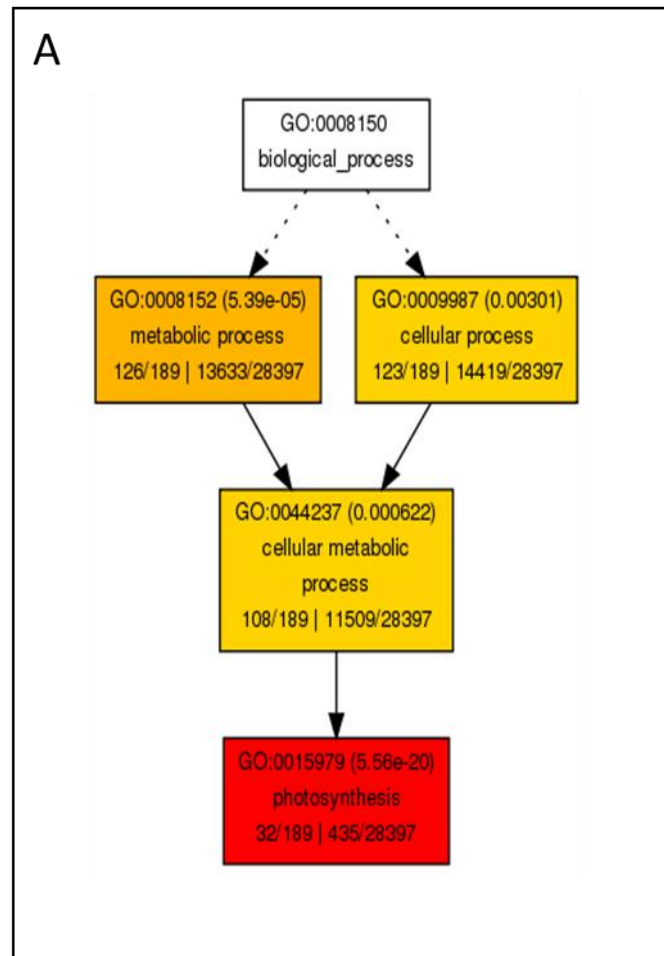 A
GO:0008150
biological_process
GO:0008152 (5.39e-05)
metabolic process
126/189 | 13633/28397
GO:0009987 (0.00301)
cellular process
123/189 | 14419/28397
GO:0044237 (0.000622)
cellular metabolic
process
108/189 | 11509/28397
GO:0015979 (5.56e-20)
photosynthesis
32/189 | 435/28397